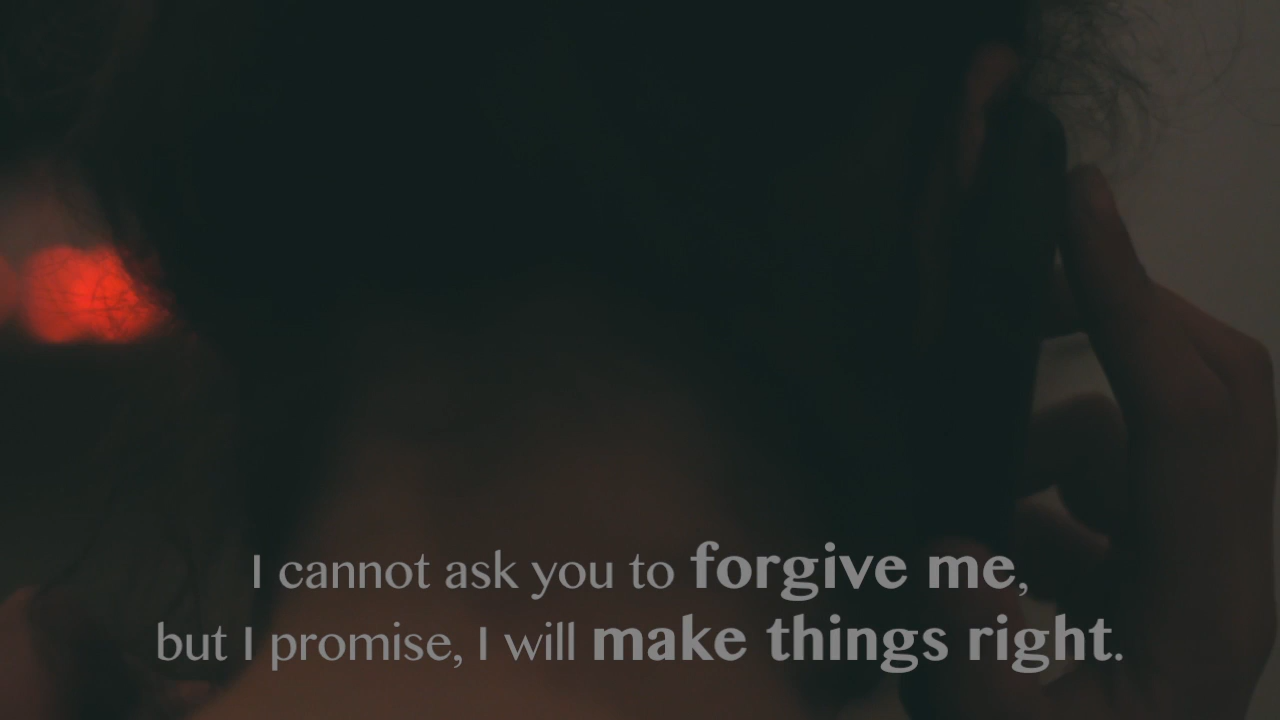 I cannot ask you to forgive me,
but I promise, I will make things right.